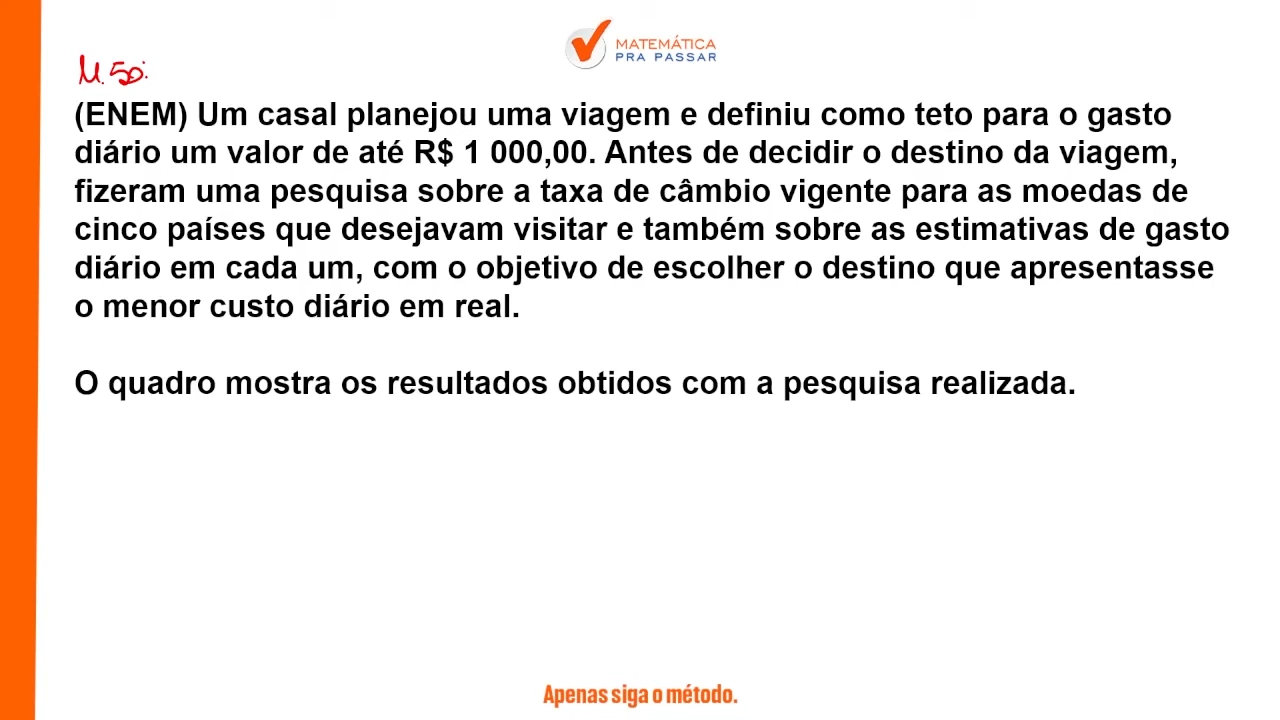 MATEMÁTICA
PRA PASSAR
M.50:
(ENEM) Um casal planejou uma viagem e definiu como teto para o gasto
diário um valor de até R$ 1 000,00. Antes de decidir o destino da viagem,
fizeram uma pesquisa sobre a taxa de câmbio vigente para as moedas de
cinco países que desejavam visitar e também sobre as estimativas de gasto
diário em cada um, com o objetivo de escolher o destino que apresentasse
o menor custo diário em real.
O quadro mostra os resultados obtidos com a pesquisa realizada.
Apenas siga o método.